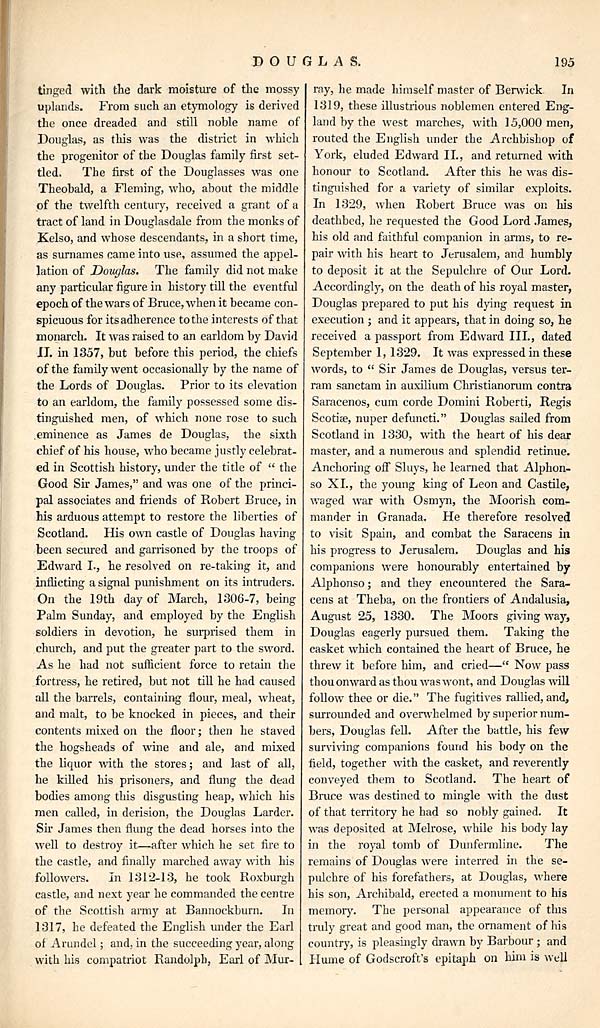 DOUGLAS. 195
tinged with the dark moisture of the mossy
uplands. From such an etymology is derived
the once dreaded and still noble name of
Douglas, as this was the district in which
the progenitor of the Douglas family first set-
tled. The first of the Douglasses was one
Theobald, a Fleming, who, about the middle
of the twelfth century, received a grant of a
tract of land in Douglasdale from the monks of
Kelso, and whose descendants, in a short time,
as surnames came into use, assumed the appel-
lation of Douglas. The family did not make
any particular figure in history till the eventful
epoch of the wars of Bruce, when it became con-
spicuous for its adherence to the interests of that
monarch. It was raised to an earldom by David
II. in 1357, but before this period, the chiefs
of the family went occasionally by the name of
the Lords of Douglas. Prior to its elevation
to an earldom, the family possessed some dis-
tinguished men, of which none rose to such
eminence as James de Douglas, the sixth
chief of his house, who became justly celebrat-
ed in Scottish history, under the title of “ the
Good Sir James,” and was one of the princi-
pal associates and friends of Robert Bruce, in
his arduous attempt to restore the liberties of
Scotland. His own castle of Douglas having
been secured and garrisoned by the troops of
Edward I., he resolved on re-taking it, and
inflicting a signal punishment on its intruders.
On the 19th day of March, 1306-7, being
Palm Sunday, and employed by the English
soldiers in devotion, he surprised them in
church, and put the greater part to the sword.
As he had not sufficient force to retain the
fortress, he retired, but not till he had caused
all the barrels, containing flour, meal, wheat,
and malt, to be knocked in pieces, and their
contents mixed on the floor; then he staved
the hogsheads of wine and ale, and mixed
the liquor with the stores; and last of all,
he killed his prisoners, and flung the dead
bodies among this disgusting heap, which his
men called, in derision, the Douglas Larder.
Sir James then flung the dead horses into the
well to destroy it—after which he set fire to
the castle, and finally marched away with his
followers. In 1312-13, he took Roxburgh
castle, and next year he commanded the centre
of the Scottish army at Bannockburn. In
1317, he defeated the English under the Earl
of Arundel; and, in the succeeding year, along
with his compatriot Randolph, Earl of Mur-
ray, he made himself master of Berwick In
1319, these illustrious noblemen entered Eng-
land by the west marches, with 15,000 men,
routed the English under the Archbishop of
York, eluded Edward II., and returned with
honour to Scotland. After this he was dis-
tinguished for a variety of similar exploits.
In 1329, when Robert Bruce was on his
deathbed, he requested the Good Lord James,
his old and faithful companion in arms, to re-
pair with his heart to Jerusalem, and humbly
to deposit it at the Sepulchre of Our Lord.
Accordingly, on the death of his royal master,
Douglas prepared to put his dying request in
execution; and it appears, that in doing so, he
received a passport from Edward III., dated
September 1, 1329. It was expressed in these
words, to “ Sir James de Douglas, versus ter-
ram sanctam in auxilium Christianorum contra
Saracenos, cum corde Domini Roberti, Regis
Scotiæ, nuper defuncti.” Douglas sailed from
Scotland in 1330, with the heart of his dear
master, and a numerous and splendid retinue.
Anchoring off Sluys, he learned that Alphon-
so XI., the young king of Leon and Castile,
waged war with Osmyn, the Moorish com-
mander in Granada. He therefore resolved
to visit Spain, and combat the Saracens in
his progress to Jerusalem. Douglas and his
companions were honourably entertained by
Alphonso; and they encountered the Sara-
cens at Theba, on the frontiers of Andalusia,
August 25, 1330. The Moors giving way,
Douglas eagerly pursued them. Taking the
casket which contained the heart of Bruce, he
threw it before him, and cried—“ Now pass
thou onward as thou was wont, and Douglas will
follow thee or die.” The fugitives rallied, and,
surrounded and overwhelmed by superior num-
bers, Douglas fell. After the battle, his few
surviving companions found his body on the
field, together with the casket, and reverently
conveyed them to Scotland. The heart of
Bruce was destined to mingle with the dust
of that territory he had so nobly gained. It
was deposited at Melrose, while his body lay
in the royal tomb of Dunfermline. The
remains of Douglas were interred in the se-
pulchre of his forefathers, at Douglas, where
his son, Archibald, erected a monument to his
memory. The personal appearance of this
truly great and good man, the ornament of his
country, is pleasingly drawn by Barbour; and
Hume of Godscroft's epitaph on him is well